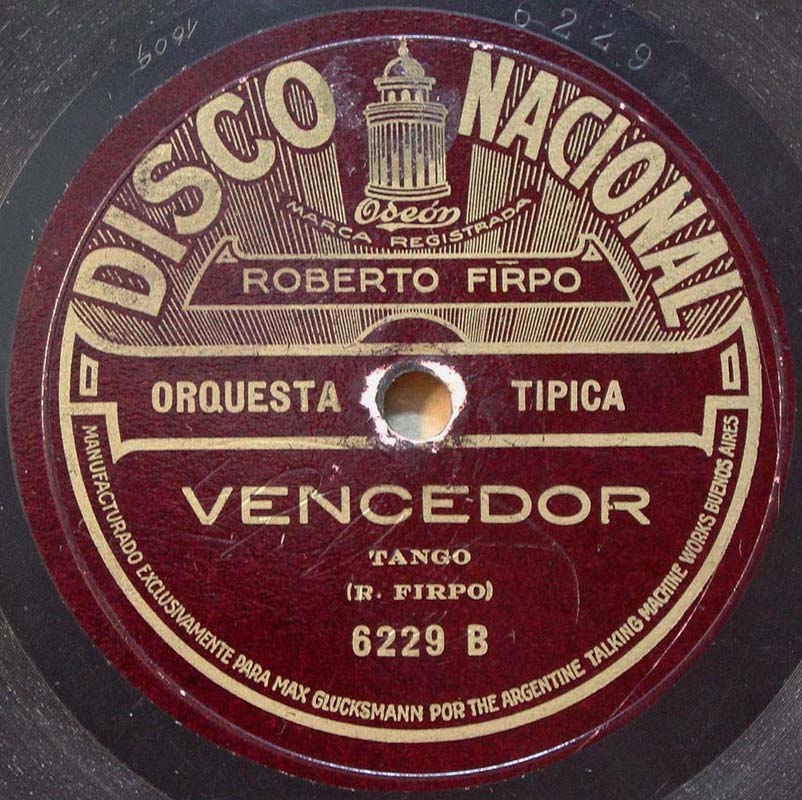 1609
6229
DISCO NACIONAL
Odeón
MARCA REGISTRADA
ROBERTO FIRPO
ORQUESTA TIPICA
VENCEDOR
TANGO
(R. FIRPO)
6229 B
MANUFACTURADO EXCLUSIVAMENTE PARA MAX GLUCKSMANN POR THE ARGENTINE TALKING MACHINE WORKS BUENOS AIRES